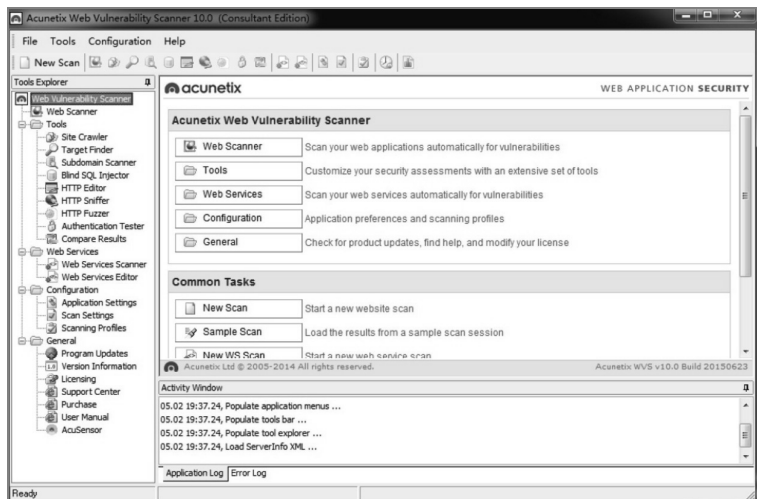 Acunetix Web Vulnerability Scanner 10.0 (Consultant Edition)
File Tools Configuration Help
New Scan
Tools Explorer
Web Vulnerability Scanner
Web Scanner
Tools
Site Crawler
Target Finder
Subdomain Scanner
Blind SQL Injector
HTTP Editor
HTTP Sniffer
HTTP Fuzzer
Authentication Tester
Compare Results
Web Services
Web Services Scanner
Web Services Editor
Configuration
Application Settings
Scan Settings
Scanning Profiles
General
Program Updates
Version Information
Licensing
Support Center
Purchase
User Manual
AcuSensor
acunetix WEB APPLICATION SECURITY
Acunetix Web Vulnerability Scanner
Web Scanner Scan your web applications automatically for vulnerabilities
Tools Customize your security assessments with an extensive set of tools
Web Services Scan your web services automatically for vulnerabilities
Configuration Application preferences and scanning profiles
General Check for product updates, find help, and modify your license
Common Tasks
New Scan Start a new website scan
Sample Scan Load the results from a sample scan session
New WS Scan Start a new web service scan
Acunetix Ltd © 2005-2014 All rights reserved. Acunetix WVS v10.0 Build 20150623
Activity Window
05.02 19:37.24, Populate application menus ...
05.02 19:37.24, Populate tools bar ...
05.02 19:37.24, Populate tool explorer ...
05.02 19:37.24, Load ServerInfo XML ...
Application Log Error Log
Ready